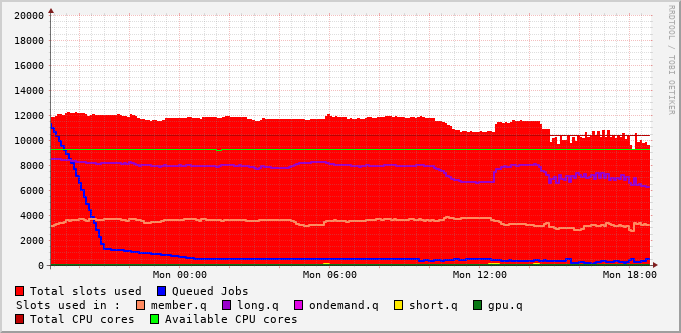 20000
18000
16000
14000
12000
10000
8000
6000
4000
2000
0
Mon 00:00 Mon 06:00 Mon 12:00 Mon 18:00
RRDTOOL / TOBI OETIKER
Total slots used Queued Jobs
Slots used in : member.q long.q ondemand.q short.q gpu.q
Total CPU cores Available CPU cores